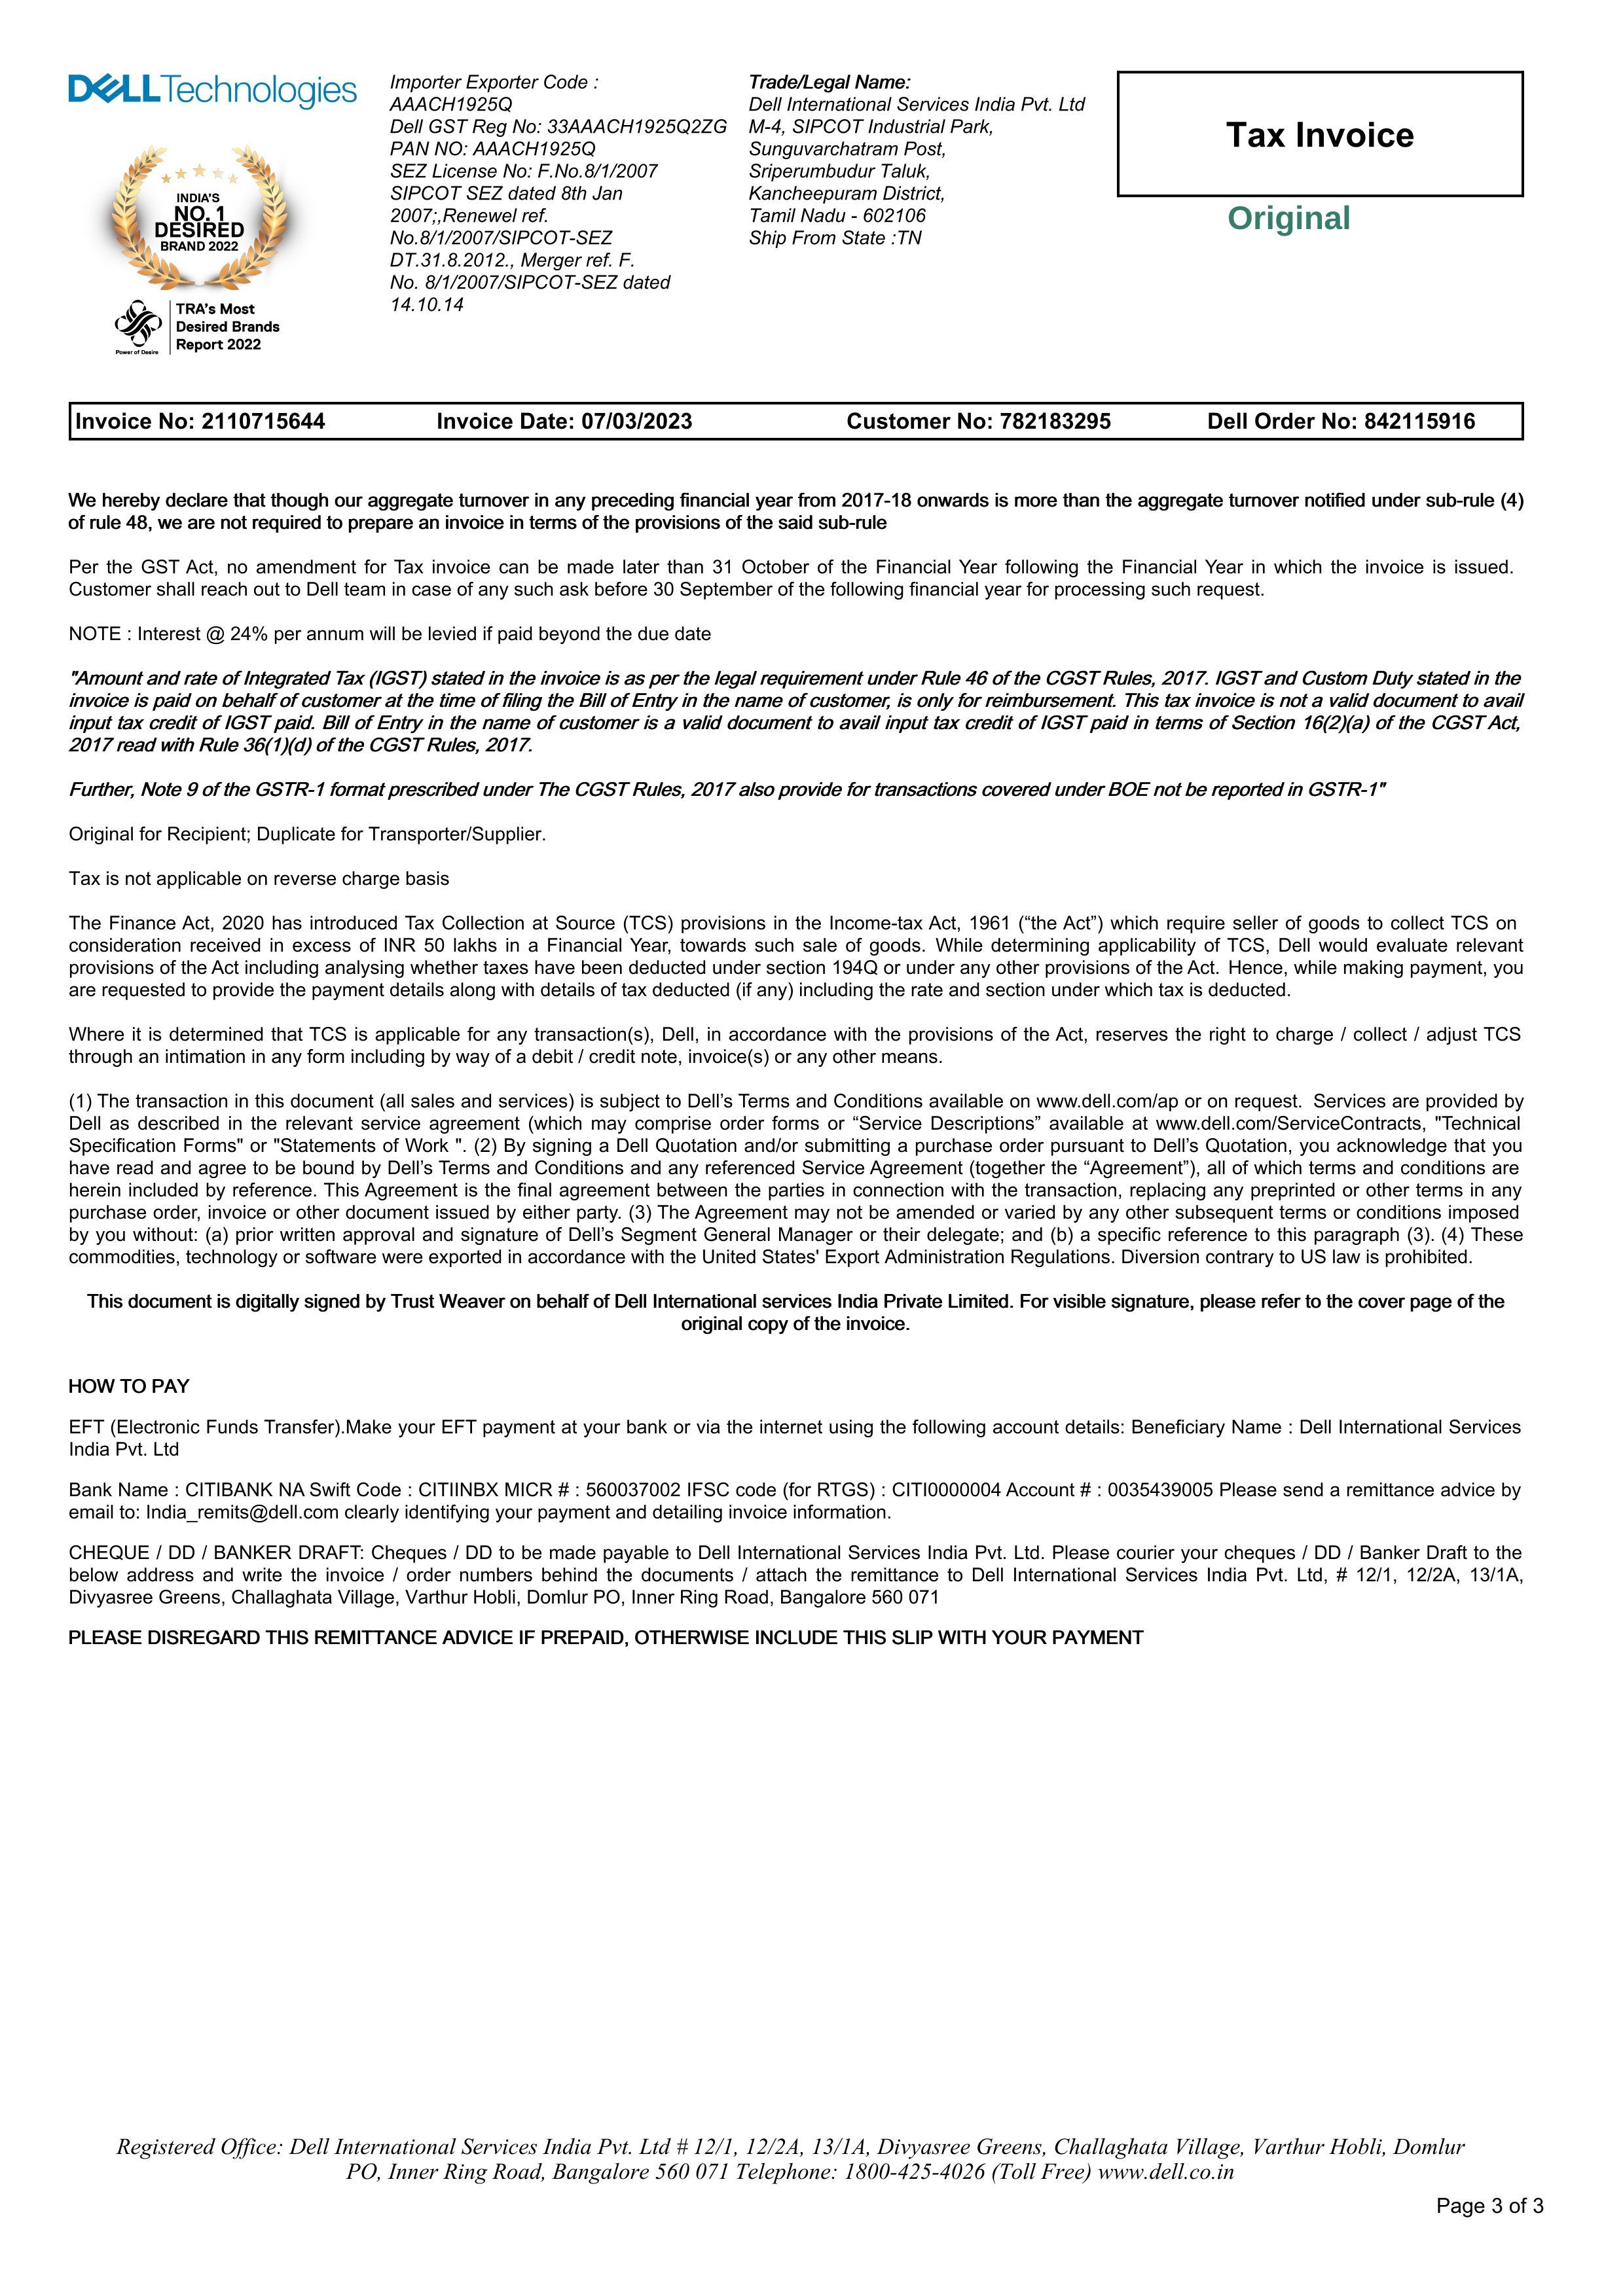 DELLTechnologies
INDIA'S
NO. 1
DESIRED
BRAND 2022
Power of Desire
TRA's Most
Desired Brands
Report 2022
Importer Exporter Code :
AAACH1925Q
Dell GST Reg No: 33AAACH1925Q2ZG
PAN NO: AAACH1925Q
SEZ License No: F.No.8/1/2007
SIPCOT SEZ dated 8th Jan
2007;,Renewel ref.
No.8/1/2007/SIPCOT-SEZ
DT.31.8.2012., Merger ref. F.
No. 8/1/2007/SIPCOT-SEZ dated
14.10.14
Trade/Legal Name:
Dell International Services India Pvt. Ltd
M-4, SIPCOT Industrial Park,
Sunguvarchatram Post,
Sriperumbudur Taluk,
Kancheepuram District,
Tamil Nadu - 602106
Ship From State :TN
Tax Invoice
Original
Invoice No: 2110715644 Invoice Date: 07/03/2023 Customer No: 782183295 Dell Order No: 842115916
We hereby declare that though our aggregate turnover in any preceding financial year from 2017-18 onwards is more than the aggregate turnover notified under sub-rule (4)
of rule 48, we are not required to prepare an invoice in terms of the provisions of the said sub-rule
Per the GST Act, no amendment for Tax invoice can be made later than 31 October of the Financial Year following the Financial Year in which the invoice is issued.
Customer shall reach out to Dell team in case of any such ask before 30 September of the following financial year for processing such request.
NOTE : Interest @ 24% per annum will be levied if paid beyond the due date
"Amount and rate of Integrated Tax (IGST) stated in the invoice is as per the legal requirement under Rule 46 of the CGST Rules, 2017. IGST and Custom Duty stated in the
invoice is paid on behalf of customer at the time of filing the Bill of Entry in the name of customer, is only for reimbursement. This tax invoice is not a valid document to avail
input tax credit of IGST paid. Bill of Entry in the name of customer is a valid document to avail input tax credit of IGST paid in terms of Section 16(2)(a) of the CGST Act,
2017 read with Rule 36(1)(d) of the CGST Rules, 2017.
Further, Note 9 of the GSTR-1 format prescribed under The CGST Rules, 2017 also provide for transactions covered under BOE not be reported in GSTR-1"
Original for Recipient; Duplicate for Transporter/Supplier.
Tax is not applicable on reverse charge basis
The Finance Act, 2020 has introduced Tax Collection at Source (TCS) provisions in the Income-tax Act, 1961 (“the Act”) which require seller of goods to collect TCS on
consideration received in excess of INR 50 lakhs in a Financial Year, towards such sale of goods. While determining applicability of TCS, Dell would evaluate relevant
provisions of the Act including analysing whether taxes have been deducted under section 194Q or under any other provisions of the Act. Hence, while making payment, you
are requested to provide the payment details along with details of tax deducted (if any) including the rate and section under which tax is deducted.
Where it is determined that TCS is applicable for any transaction(s), Dell, in accordance with the provisions of the Act, reserves the right to charge / collect / adjust TCS
through an intimation in any form including by way of a debit / credit note, invoice(s) or any other means.
(1) The transaction in this document (all sales and services) is subject to Dell’s Terms and Conditions available on www.dell.com/ap or on request. Services are provided by
Dell as described in the relevant service agreement (which may comprise order forms or “Service Descriptions” available at www.dell.com/ServiceContracts, "Technical
Specification Forms" or "Statements of Work ". (2) By signing a Dell Quotation and/or submitting a purchase order pursuant to Dell’s Quotation, you acknowledge that you
have read and agree to be bound by Dell’s Terms and Conditions and any referenced Service Agreement (together the “Agreement”), all of which terms and conditions are
herein included by reference. This Agreement is the final agreement between the parties in connection with the transaction, replacing any preprinted or other terms in any
purchase order, invoice or other document issued by either party. (3) The Agreement may not be amended or varied by any other subsequent terms or conditions imposed
by you without: (a) prior written approval and signature of Dell’s Segment General Manager or their delegate; and (b) a specific reference to this paragraph (3). (4) These
commodities, technology or software were exported in accordance with the United States' Export Administration Regulations. Diversion contrary to US law is prohibited.
This document is digitally signed by Trust Weaver on behalf of Dell International services India Private Limited. For visible signature, please refer to the cover page of the
original copy of the invoice.
HOW TO PAY
EFT (Electronic Funds Transfer).Make your EFT payment at your bank or via the internet using the following account details: Beneficiary Name : Dell International Services
India Pvt. Ltd
Bank Name : CITIBANK NA Swift Code : CITIINBX MICR # : 560037002 IFSC code (for RTGS) : CITI0000004 Account # : 0035439005 Please send a remittance advice by
email to: India_remits@dell.com clearly identifying your payment and detailing invoice information.
CHEQUE / DD / BANKER DRAFT: Cheques / DD to be made payable to Dell International Services India Pvt. Ltd. Please courier your cheques / DD / Banker Draft to the
below address and write the invoice / order numbers behind the documents / attach the remittance to Dell International Services India Pvt. Ltd, # 12/1, 12/2A, 13/1A,
Divyasree Greens, Challaghata Village, Varthur Hobli, Domlur PO, Inner Ring Road, Bangalore 560 071
PLEASE DISREGARD THIS REMITTANCE ADVICE IF PREPAID, OTHERWISE INCLUDE THIS SLIP WITH YOUR PAYMENT
Registered Office: Dell International Services India Pvt. Ltd # 12/1, 12/2A, 13/1A, Divyasree Greens, Challaghata Village, Varthur Hobli, Domlur
PO, Inner Ring Road, Bangalore 560 071 Telephone: 1800-425-4026 (Toll Free) www.dell.co.in
Page 3 of 3